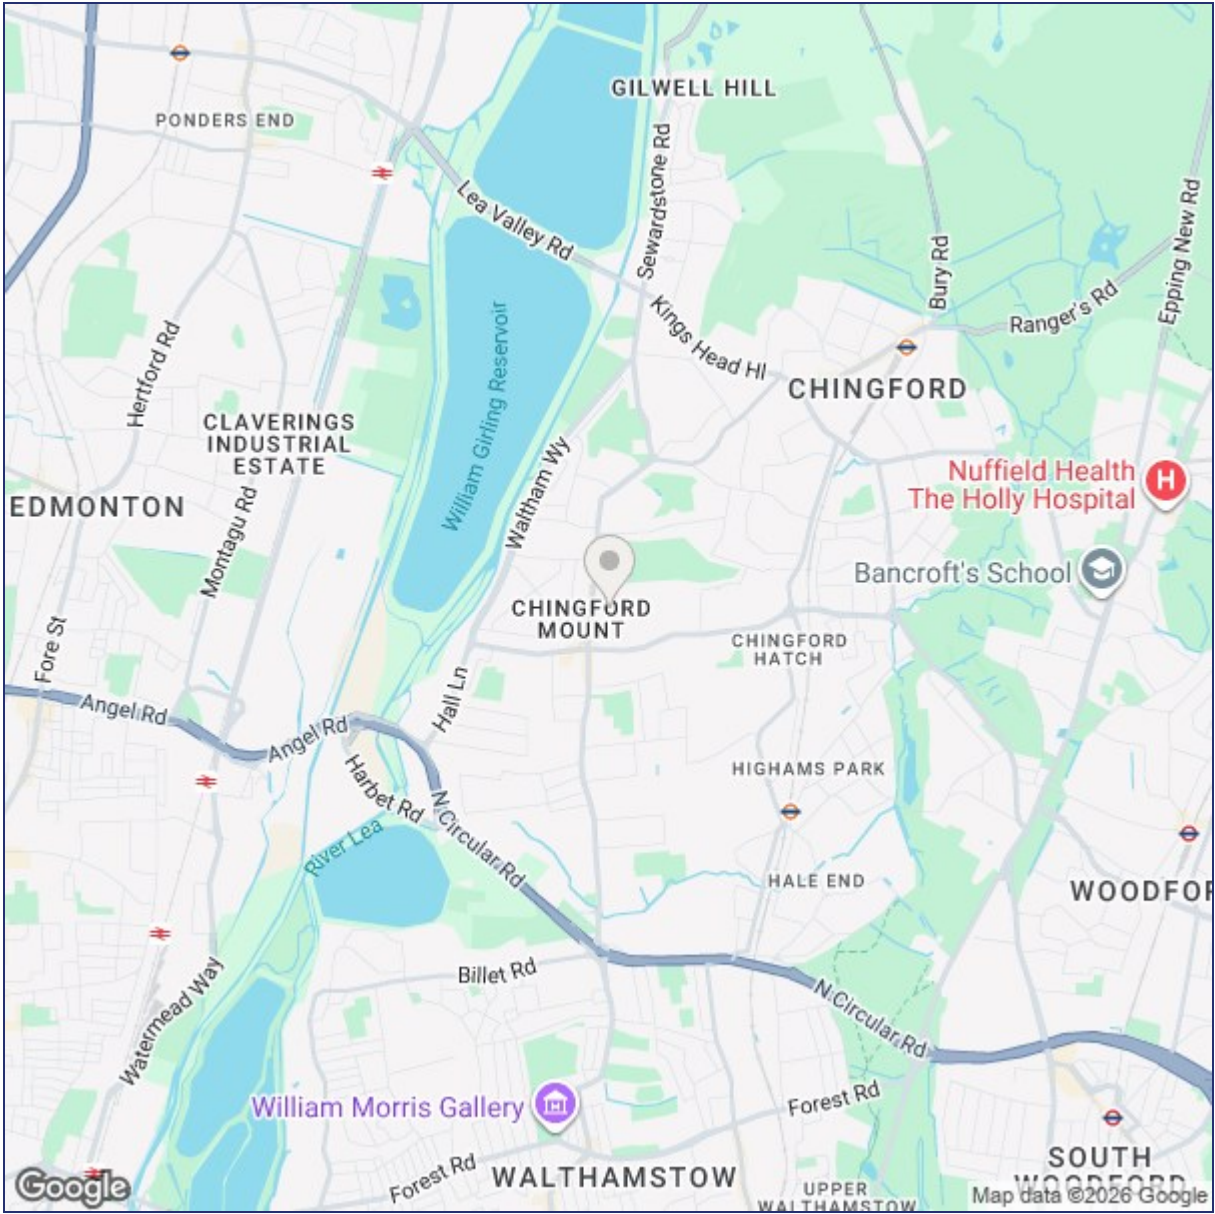 GILWELL HILL
PONDERS END
Sewardstone Rd
Lea Valley Rd
Epping New Rd
Bury Rd
Ranger's Rd
Kings Head Hl
Hertford Rd
William Girling Reservoir
CHINGFORD
CLAVERINGS
INDUSTRIAL
ESTATE
Waltham Wy
Nuffield Health
The Holly Hospital
H
EDMONTON
Montagu Rd
Bancroft's School
CHINGFORD
MOUNT
CHINGFORD
HATCH
Fore St
Hall Ln
Angel Rd
Angel Rd
HIGHAMS PARK
Harbet Rd
N Circular Rd
River Lea
HALE END
WOODFOR
Billet Rd
Watermead Way
N Circular Rd
William Morris Gallery
Forest Rd
Forest Rd
WALTHAMSTOW
SOUTH
WOODFORD
UPPER
WALTHAMSTOW
Google
Map data ©2026 Google